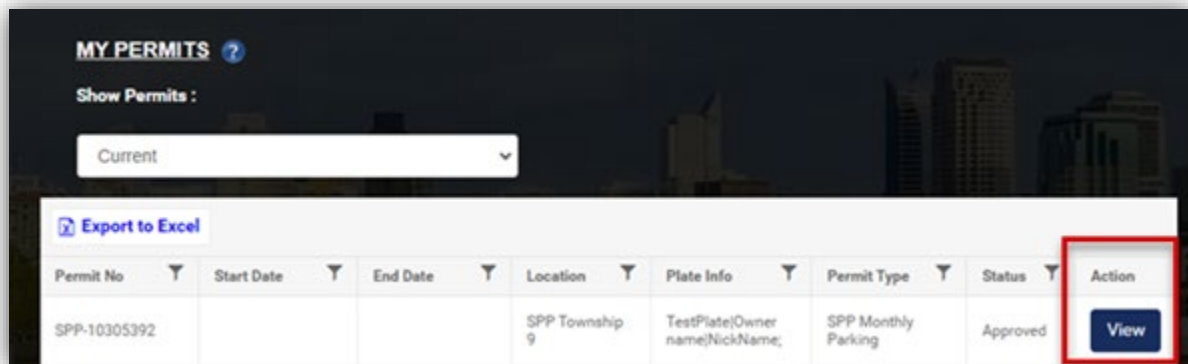 MY PERMITS ?
Show Permits :
Current
Export to Excel
Permit No Start Date End Date Location Plate Info Permit Type Status Action
SPP-10305392 SPP Township 9 TestPlate|Owner name|NickName; SPP Monthly Parking Approved View